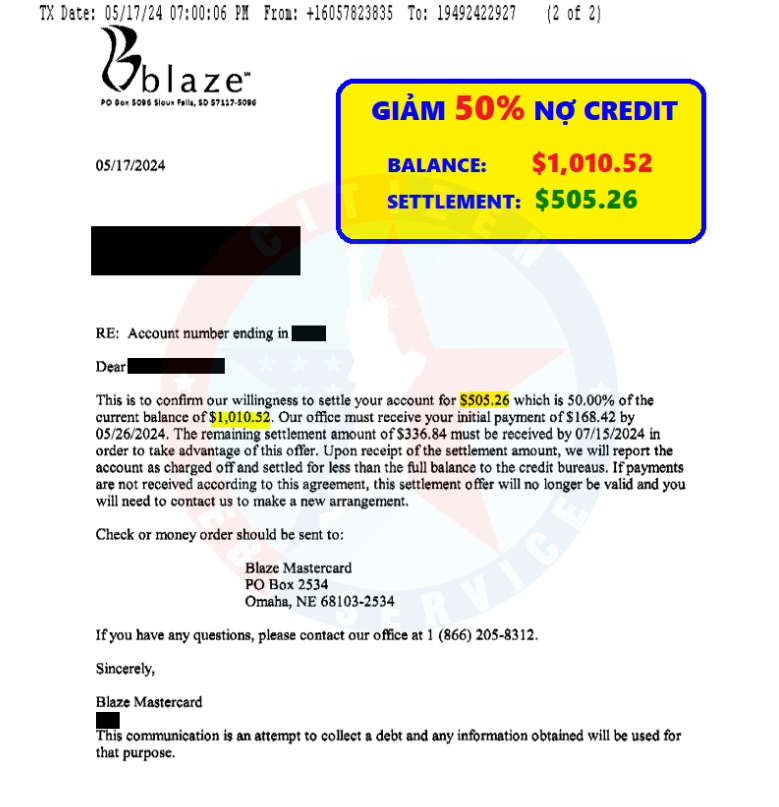 TX Date: 05/17/24 07:00:06 PM From: +16057823835 To: 19492422927 (2 of 2)
blaze™
PO Box 5096 Sioux Falls, SD 57117-5096
GIẢM 50% NỢ CREDIT
BALANCE: $1,010.52
SETTLEMENT: $505.26
05/17/2024
CITIZEN
RE: Account number ending in
Dear
This is to confirm our willingness to settle your account for $505.26 which is 50.00% of the
current balance of $1,010.52. Our office must receive your initial payment of $168.42 by
05/26/2024. The remaining settlement amount of $336.84 must be received by 07/15/2024 in
order to take advantage of this offer. Upon receipt of the settlement amount, we will report the
account as charged off and settled for less than the full balance to the credit bureaus. If payments
are not received according to this agreement, this settlement offer will no longer be valid and you
will need to contact us to make a new arrangement.
Check or money order should be sent to:
Blaze Mastercard
PO Box 2534
Omaha, NE 68103-2534
SERVICE
If you have any questions, please contact our office at 1 (866) 205-8312.
Sincerely,
Blaze Mastercard
This communication is an attempt to collect a debt and any information obtained will be used for
that purpose.